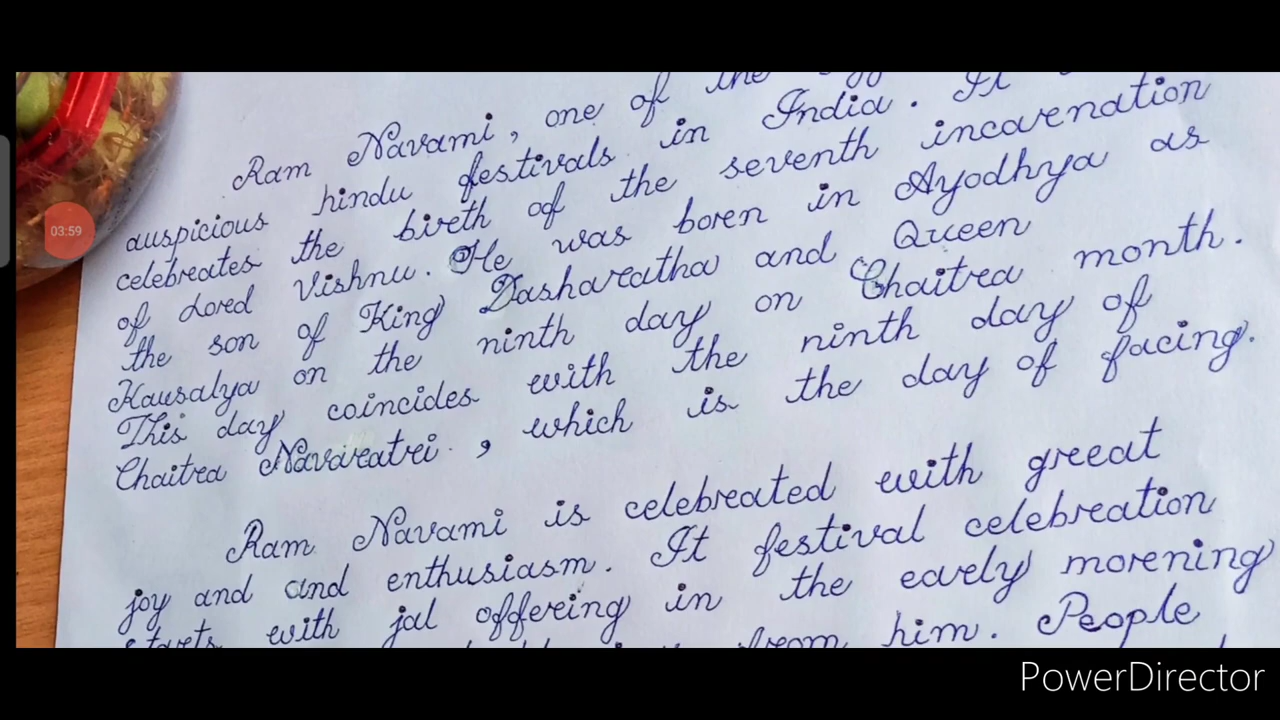 Ram Navami, one of the
auspicious hindu festivals in India. It
celebrates the birth of the seventh incarnation
of Lord Vishnu. He was born in Ayodhya as
the son of King Dasharatha and Queen
Kausalya on the ninth day on Chaitra month.
This day coincides with the ninth day of
Chaitra Navaratri, which is the day of facing.
Ram Navami is celebrated with great
joy and and enthusiasm. It festival celebration
starts with jal offering in the early morning
from him. People
03:59
PowerDirector